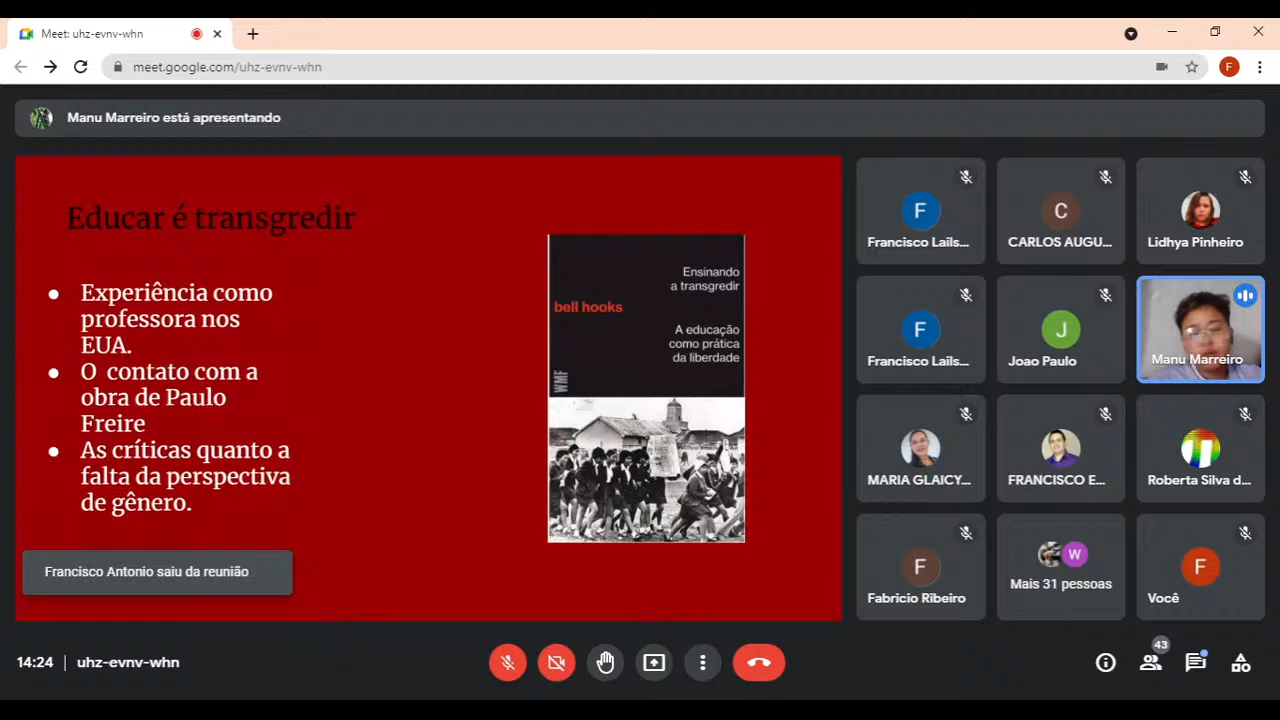 Meet: uhz-evnv-whn
meet.google.com/uhz-evnv-whn
F
Manu Marreiro está apresentando
Educar é transgredir
● Experiência como
professora nos
EUA.
● O contato com a
obra de Paulo
Freire
● As críticas quanto a
falta da perspectiva
de gênero.
Ensinando
a transgredir
bell hooks
A educação
como prática
da liberdade
WMF
Francisco Antonio saiu da reunião
F
Francisco Lails...
C
CARLOS AUGU...
Lidhya Pinheiro
F
Francisco Lails...
J
Joao Paulo
Manu Marreiro
MARIA GLAICY...
FRANCISCO E...
Roberta Silva d...
F
Fabricio Ribeiro
W
Mais 31 pessoas
F
Você
14:24 | uhz-evnv-whn
43